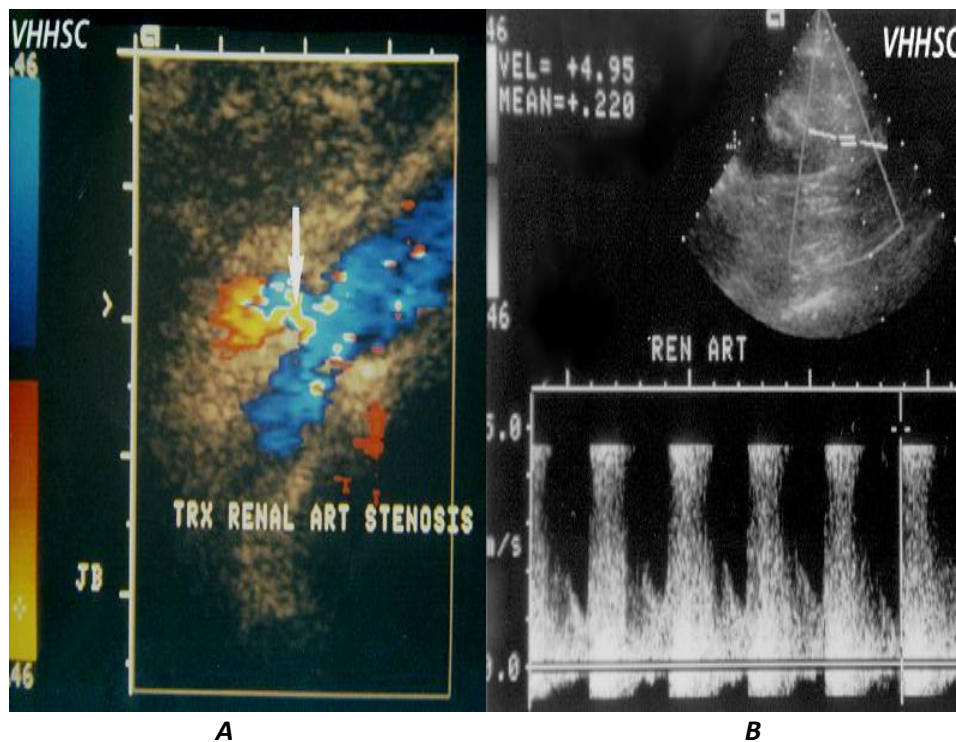 VHHSC
.46
TRX RENAL ART STENOSIS
JB
.46
A
VHHSC
46
VEL= +4.95
MEAN=+.220
46
REN ART
5.0
m/s
0.0
B